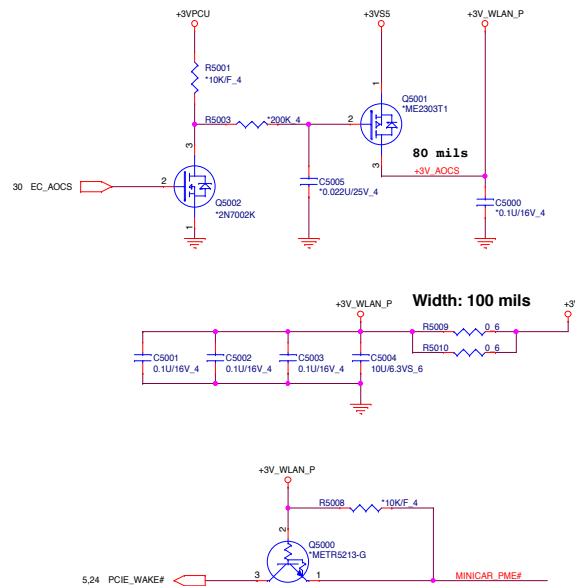 +3VPCU
+3VS5
+3V_WLAN_P
R5001
*10K/F_4
Q5001
*ME2303T1
1
R5003
*200K_4
2
3
3
80 mils
+3V_AOCS
30 EC_AOCS
2
C5005
*0.022U/25V_4
C5000
*0.1U/16V_4
Q5002
*2N7002K
1
+3V_WLAN_P
Width: 100 mils
R5009
0_6
R5010
0_6
C5001
0.1U/16V_4
C5002
0.1U/16V_4
C5003
0.1U/16V_4
C5004
10U/6.3VS_6
+3V_WLAN_P
R5008
*10K/F_4
2
Q5000
*METR5213-G
5,24 PCIE_WAKE#
3
1
MINICAR_PME#